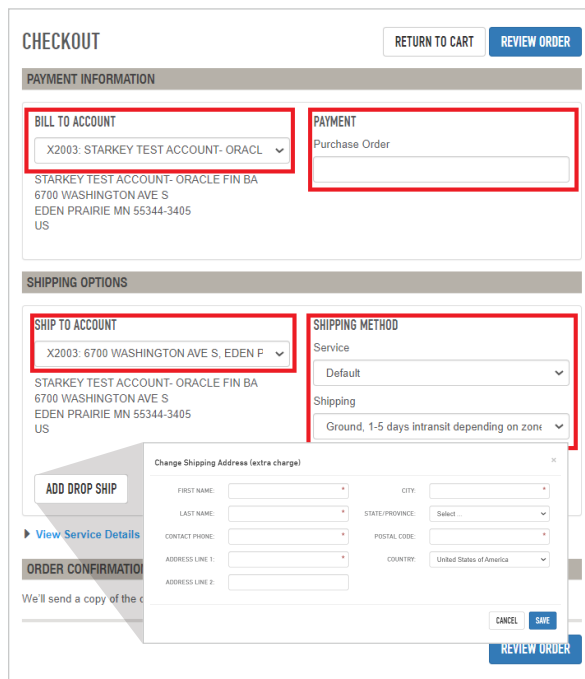 CHECKOUT
RETURN TO CART
REVIEW ORDER
PAYMENT INFORMATION
BILL TO ACCOUNT
X2003: STARKEY TEST ACCOUNT- ORACL
STARKEY TEST ACCOUNT- ORACLE FIN BA
6700 WASHINGTON AVE S
EDEN PRAIRIE MN 55344-3405
US
PAYMENT
Purchase Order
SHIPPING OPTIONS
SHIP TO ACCOUNT
X2003: 6700 WASHINGTON AVE S, EDEN P
STARKEY TEST ACCOUNT- ORACLE FIN BA
6700 WASHINGTON AVE S
EDEN PRAIRIE MN 55344-3405
US
SHIPPING METHOD
Service
Default
Shipping
Ground, 1-5 days intransit depending on zone
ADD DROP SHIP
View Service Details
Change Shipping Address (extra charge)
×
FIRST NAME: *
LAST NAME: *
CONTACT PHONE: *
ADDRESS LINE 1: *
ADDRESS LINE 2:
CITY: *
STATE/PROVINCE: Select ...
POSTAL CODE: *
COUNTRY: United States of America
CANCEL
SAVE
ORDER CONFIRMATIO
We'll send a copy of the
REVIEW ORDER